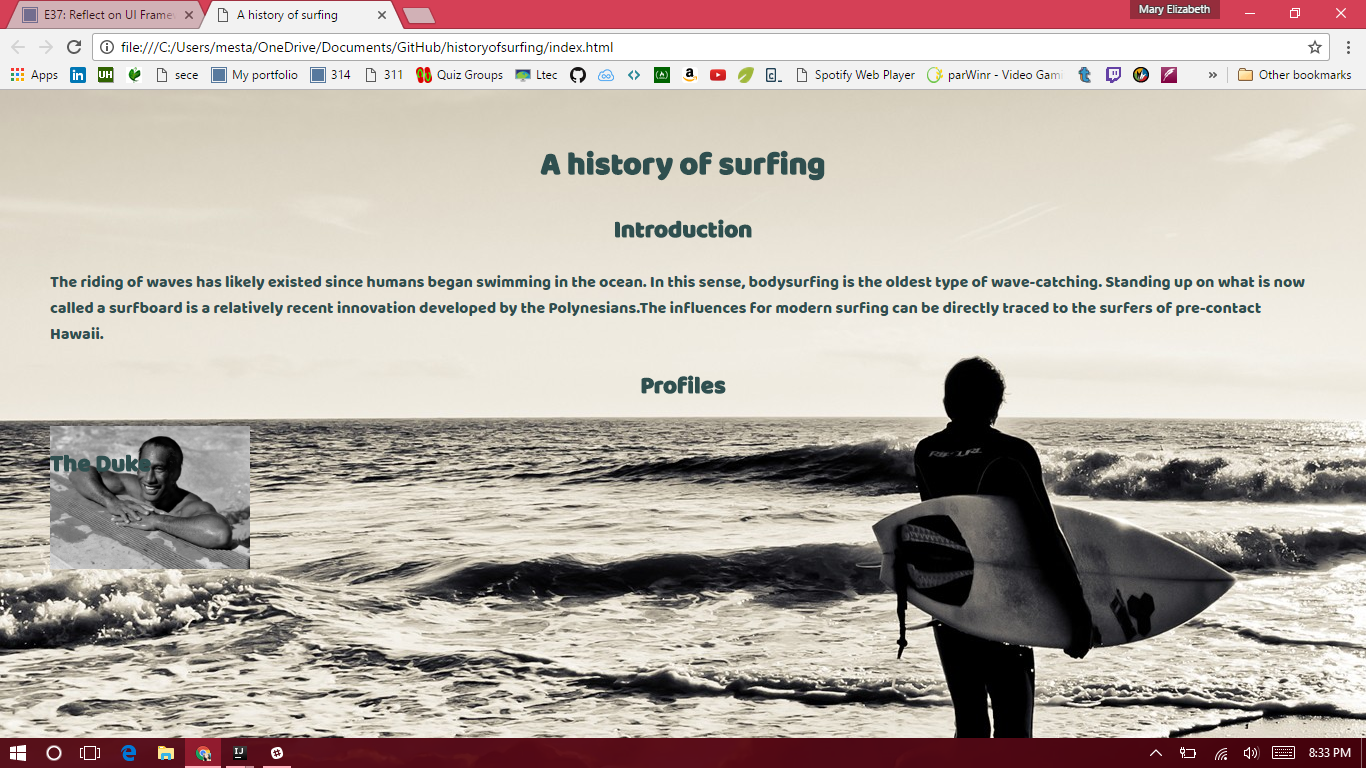 E37: Reflect on UI Frame
A history of surfing
Mary Elizabeth
file:///C:/Users/mesta/OneDrive/Documents/GitHub/historyofsurfing/index.html
Apps
in
UH
sece
My portfolio
314
311
Quiz Groups
Ltec
Spotify Web Player
parWinr - Video Gam
»
Other bookmarks
A history of surfing
Introduction
The riding of waves has likely existed since humans began swimming in the ocean. In this sense, bodysurfing is the oldest type of wave-catching. Standing up on what is now
called a surfboard is a relatively recent innovation developed by the Polynesians.The influences for modern surfing can be directly traced to the surfers of pre-contact
Hawaii.
Profiles
The Duke
RIP CURL
IJ
8:33 PM